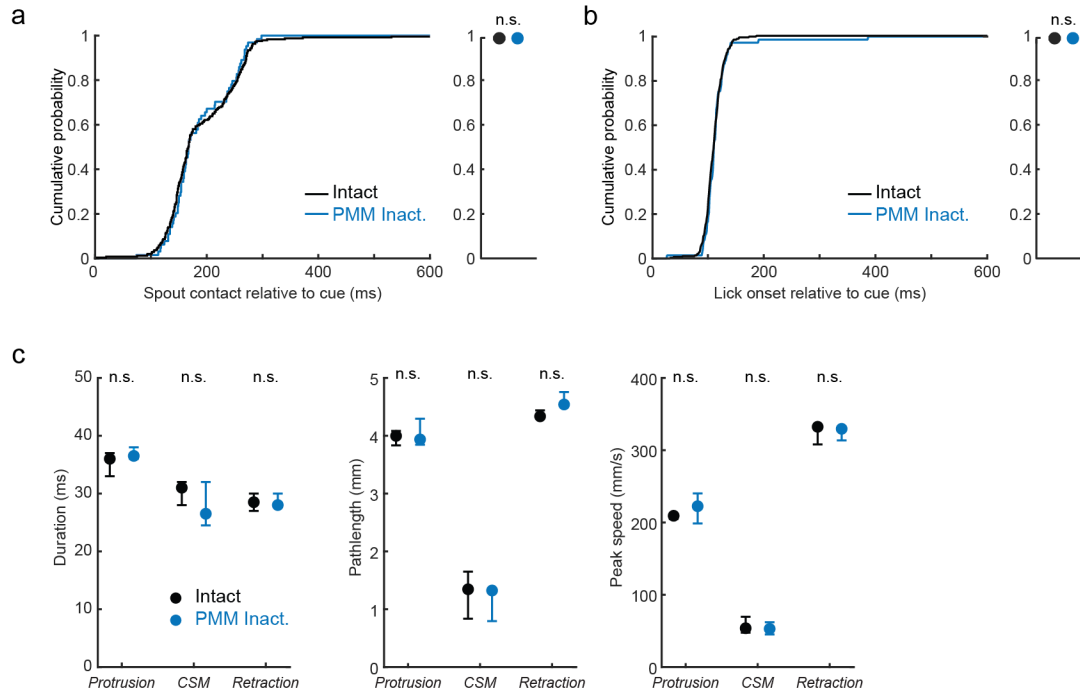 a
n.s.
Cumulative probability
1
0.8
0.6
0.4
0.2
0
0
200
400
600
Spout contact relative to cue (ms)
Intact
PMM Inact.
1
0.8
0.6
0.4
0.2
0
b
n.s.
Cumulative probability
1
0.8
0.6
0.4
0.2
0
0
200
400
600
Lick onset relative to cue (ms)
Intact
PMM Inact.
1
0.8
0.6
0.4
0.2
0
c
n.s.
n.s.
n.s.
Duration (ms)
50
40
30
20
10
0
Intact
PMM Inact.
Protrusion
CSM
Retraction
n.s.
n.s.
n.s.
Pathlength (mm)
5
4
3
2
1
0
Protrusion
CSM
Retraction
n.s.
n.s.
n.s.
Peak speed (mm/s)
400
300
200
100
0
Protrusion
CSM
Retraction